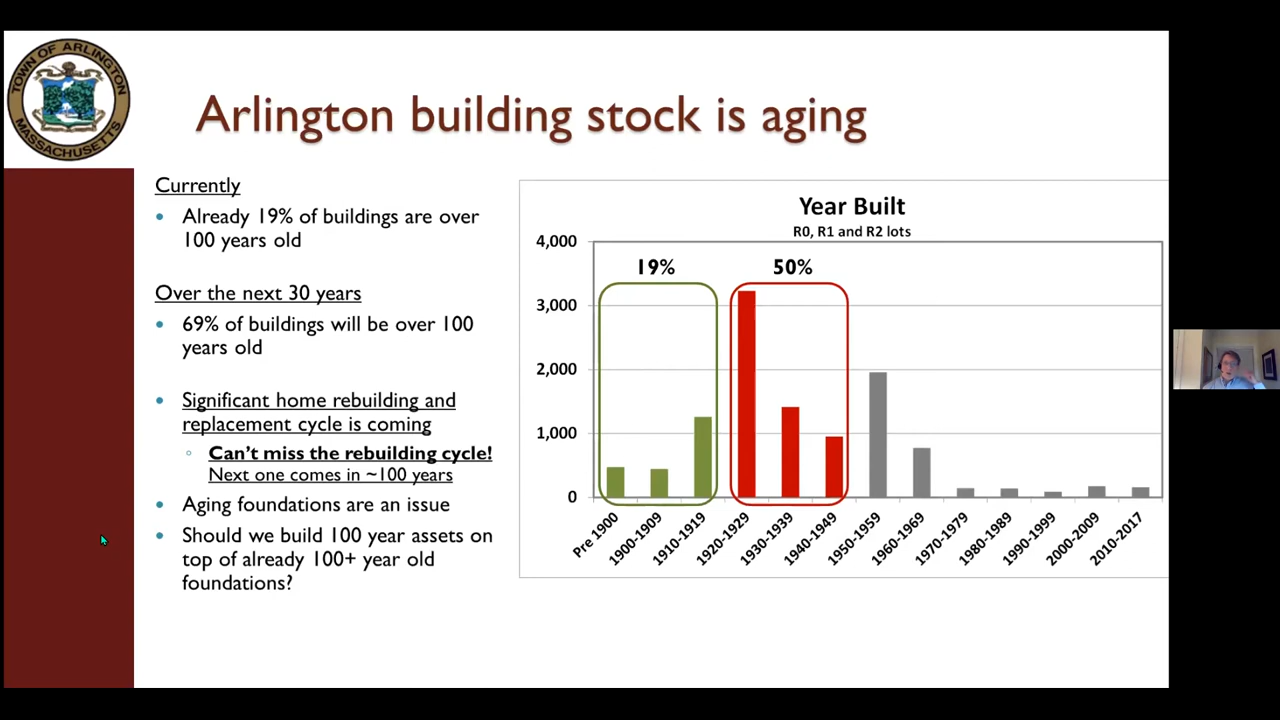 TOWN OF ARLINGTON
MASSACHUSETTS
Arlington building stock is aging
Currently
• Already 19% of buildings are over
100 years old
Over the next 30 years
• 69% of buildings will be over 100
years old
• Significant home rebuilding and
replacement cycle is coming
◦ Can't miss the rebuilding cycle!
Next one comes in ~100 years
• Aging foundations are an issue
• Should we build 100 year assets on
top of already 100+ year old
foundations?
Year Built
R0, R1 and R2 lots
4,000
3,000
2,000
1,000
0
19%
50%
Pre 1900
1900-1909
1910-1919
1920-1929
1930-1939
1940-1949
1950-1959
1960-1969
1970-1979
1980-1989
1990-1999
2000-2009
2010-2017